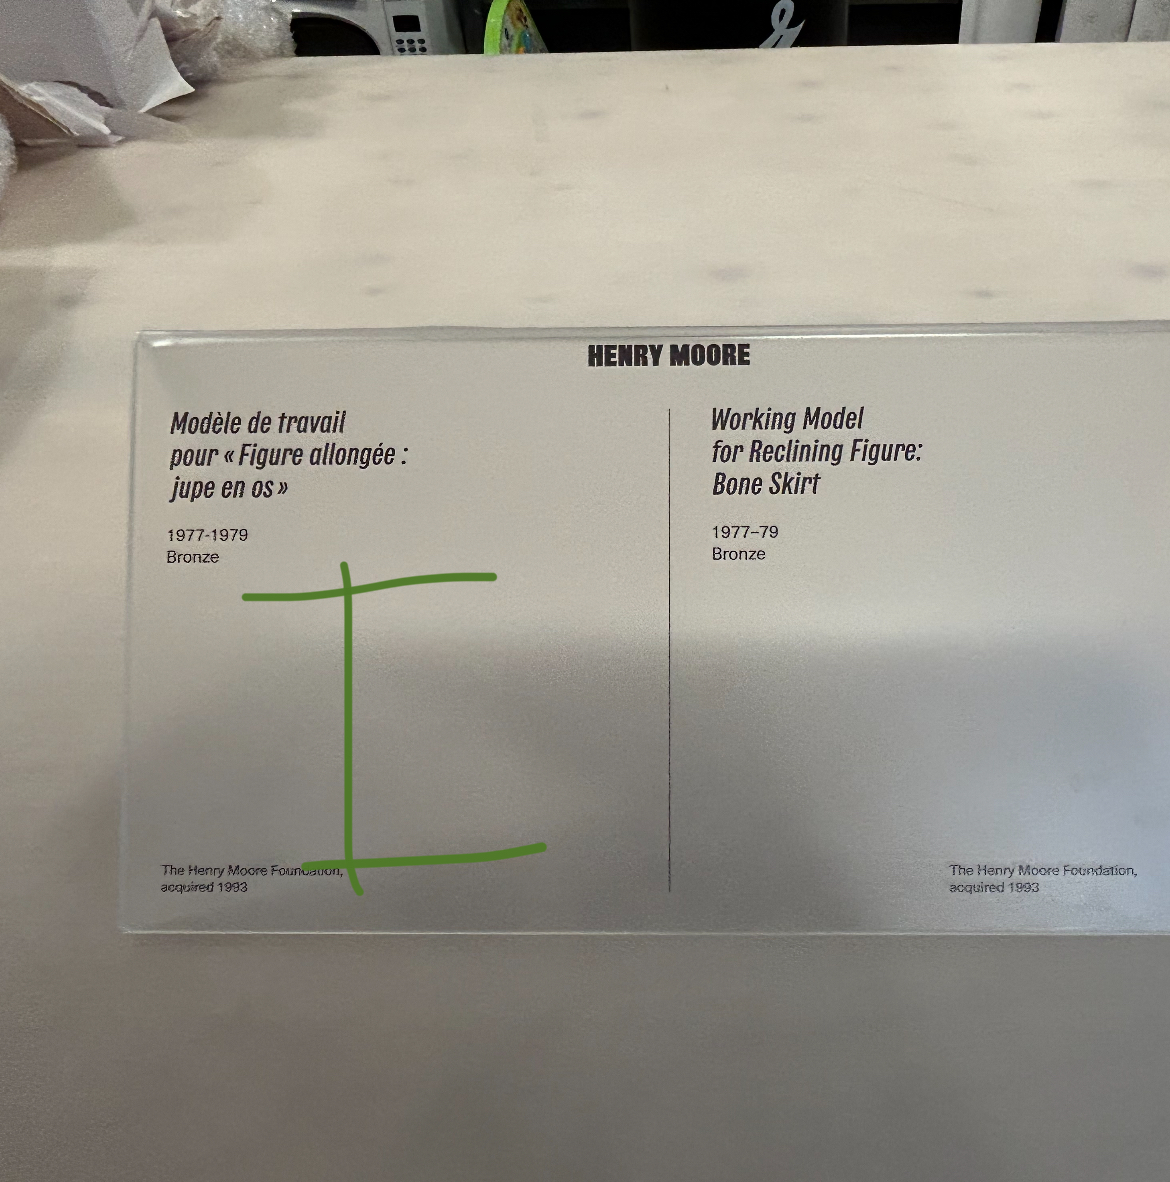 HENRY MOORE
Modèle de travail
pour « Figure allongée :
jupe en os »
1977-1979
Bronze
The Henry Moore Foundation,
acquired 1993
Working Model
for Reclining Figure:
Bone Skirt
1977–79
Bronze
The Henry Moore Foundation,
acquired 1993